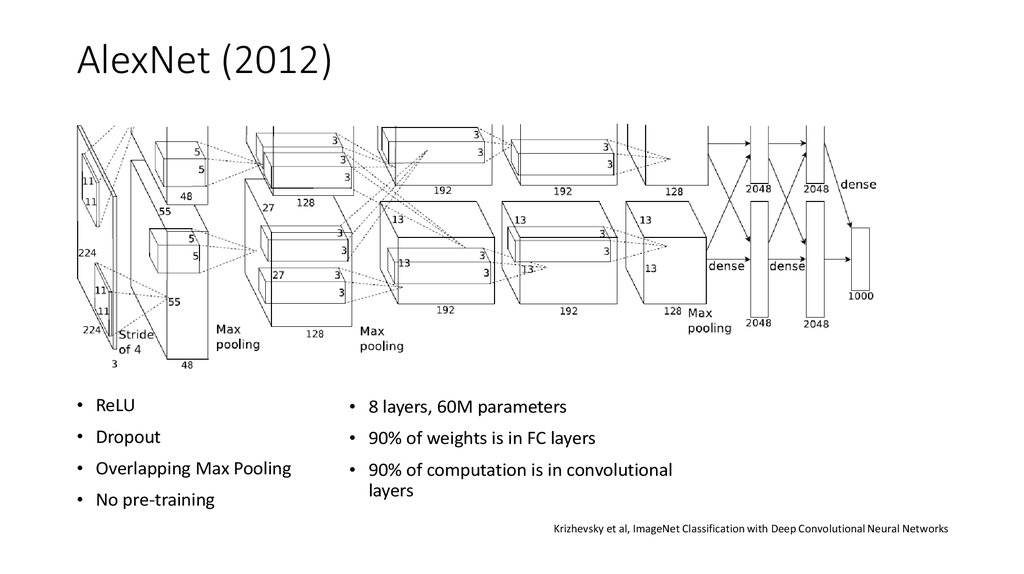 AlexNet (2012)
11
11
224
5
5
48
55
3
3
3
27
128
3
3
192
3
3
192
128
2048
2048
dense
11
11
224
3
Stride
of 4
5
5
55
48
Max
pooling
3
3
27
3
3
128
Max
pooling
13
13
3
3
192
13
13
3
3
192
13
13
128
Max
pooling
dense
2048
dense
2048
1000
• ReLU
• Dropout
• Overlapping Max Pooling
• No pre-training
• 8 layers, 60M parameters
• 90% of weights is in FC layers
• 90% of computation is in convolutional
layers
Krizhevsky et al, ImageNet Classification with Deep Convolutional Neural Networks